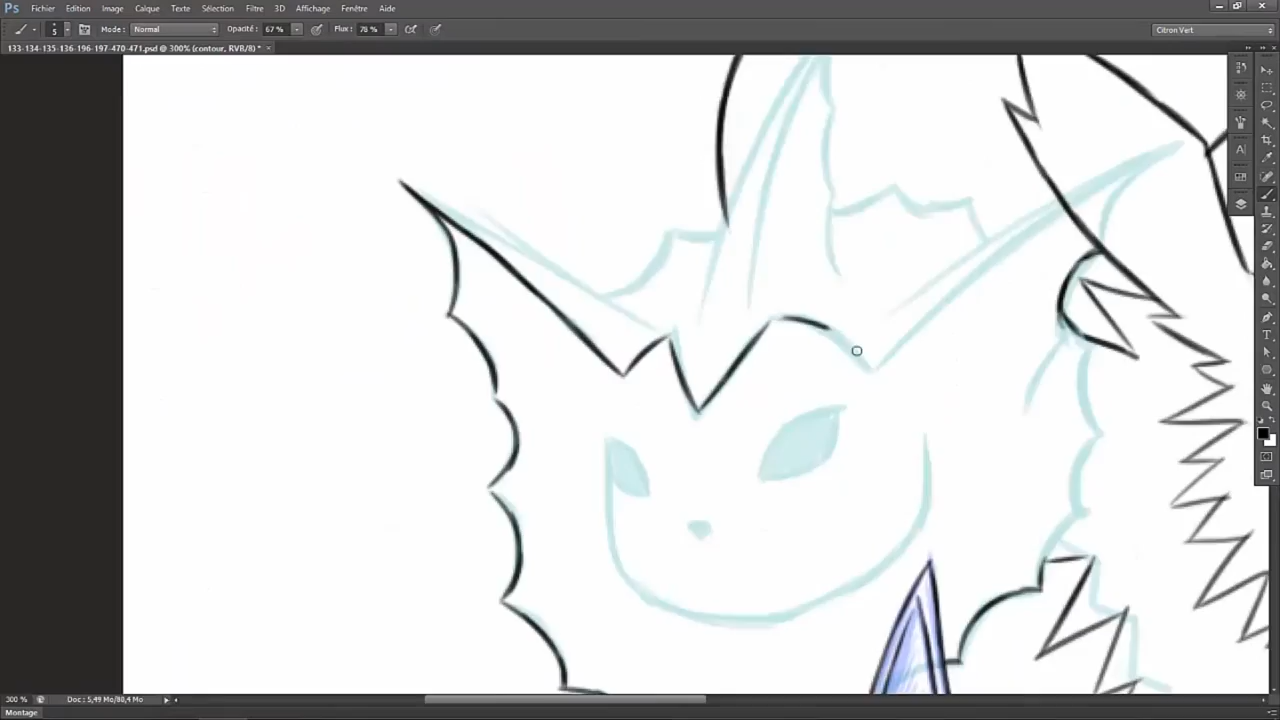 Ps Fichier Edition Image Calque Texte Sélection Filtre 3D Affichage Fenêtre Aide
5 Mode: Normal Opacité: 67 % Flux: 78 % Citron Vert
133-134-135-136-196-197-470-471.psd @ 300% (contour, RVB/8) * ×
A
T
300 % Doc : 5,49 Mo/80,4 Mo
Montage